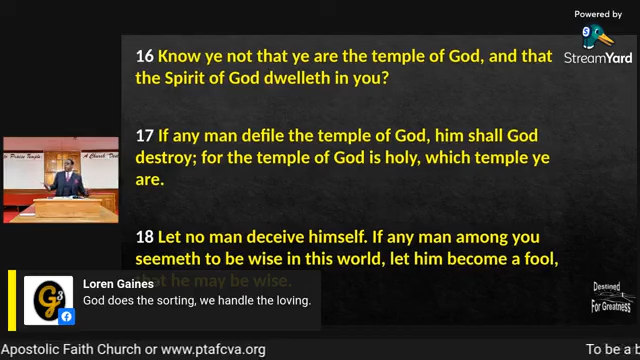 Powered by
StreamYard
16 Know ye not that ye are the temple of God, and that
the Spirit of God dwelleth in you?
17 If any man defile the temple of God, him shall God
destroy; for the temple of God is holy, which temple ye
are.
18 Let no man deceive himself. If any man among you
seemeth to be wise in this world, let him become a fool,
that he may be wise.
Loren Gaines
God does the sorting, we handle the loving.
Destined
For Greatness
Apostolic Faith Church or www.ptafcva.org
To be a b